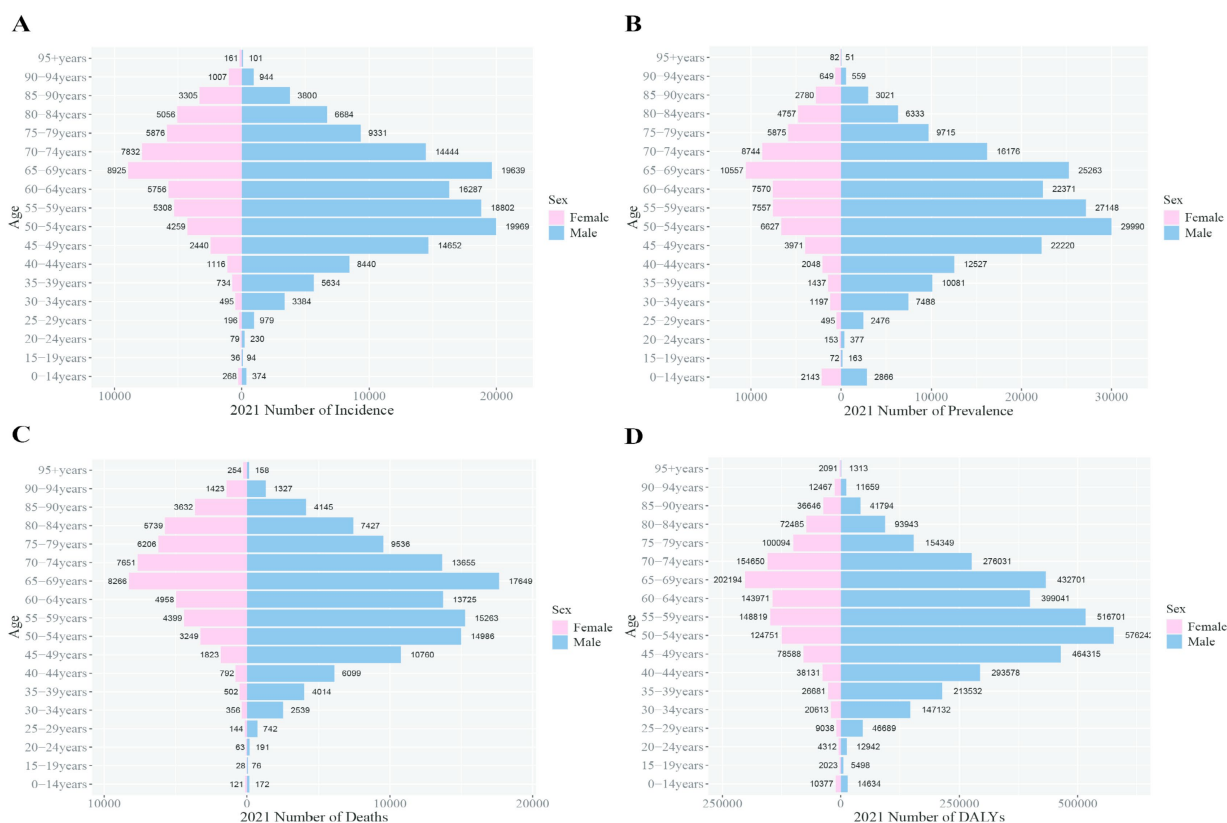 A
95+years 161 101
90−94years 1007 944
85−90years 3305 3800
80−84years 5056 6684
75−79years 5876 9331
70−74years 7832 14444
65−69years 8925 19639
60−64years 5756 16287
55−59years 5308 18802
50−54years 4259 19969
45−49years 2440 14652
40−44years 1116 8440
35−39years 734 5634
30−34years 495 3384
25−29years 196 979
20−24years 79 230
15−19years 36 94
0−14years 268 374
Age
10000 0 10000 20000
2021 Number of Incidence
Sex
Female
Male
B
95+years 82 51
90−94years 649 559
85−90years 2780 3021
80−84years 4757 6333
75−79years 5875 9715
70−74years 8744 16176
65−69years 10557 25263
60−64years 7570 22371
55−59years 7557 27148
50−54years 6627 29990
45−49years 3971 22220
40−44years 2048 12527
35−39years 1437 10081
30−34years 1197 7488
25−29years 495 2476
20−24years 153 377
15−19years 72 163
0−14years 2143 2866
Age
10000 0 10000 20000 30000
2021 Number of Prevalence
Sex
Female
Male
C
95+years 254 158
90−94years 1423 1327
85−90years 3632 4145
80−84years 5739 7427
75−79years 6206 9536
70−74years 7651 13655
65−69years 8266 17649
60−64years 4958 13725
55−59years 4399 15263
50−54years 3249 14986
45−49years 1823 10760
40−44years 792 6099
35−39years 502 4014
30−34years 356 2539
25−29years 144 742
20−24years 63 191
15−19years 28 76
0−14years 121 172
Age
10000 0 10000 20000
2021 Number of Deaths
Sex
Female
Male
D
95+years 2091 1313
90−94years 12467 11659
85−90years 36646 41794
80−84years 72485 93943
75−79years 100094 154349
70−74years 154650 276031
65−69years 202194 432701
60−64years 143971 399041
55−59years 148819 516701
50−54years 124751 576242
45−49years 78588 464315
40−44years 38131 293578
35−39years 26681 213532
30−34years 20613 147132
25−29years 9038 46689
20−24years 4312 12942
15−19years 2023 5498
0−14years 10377 14634
Age
250000 0 250000 500000
2021 Number of DALYs
Sex
Female
Male